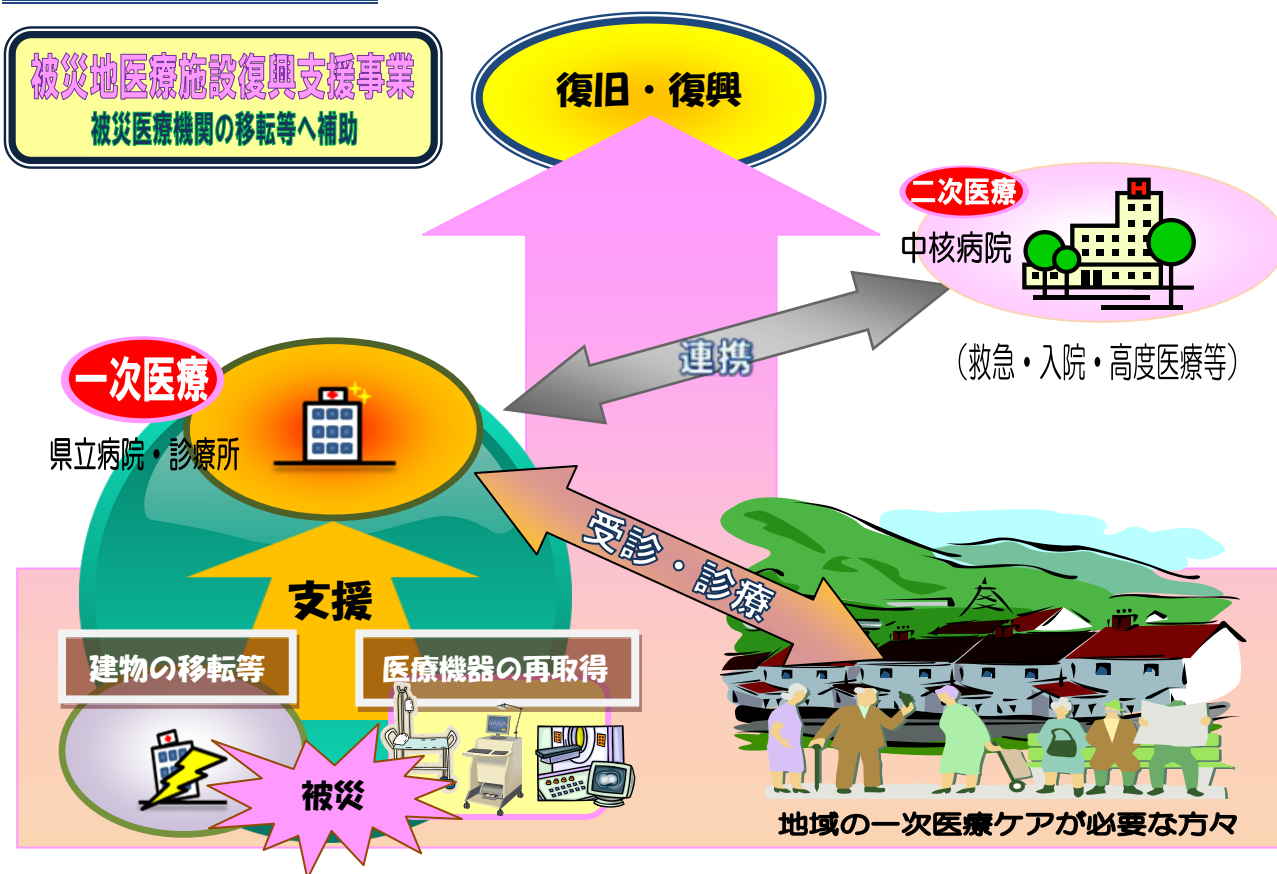 被災地医療施設復興支援事業
被災医療機関の移転等へ補助
復旧・復興
二次医療
中核病院
（救急・入院・高度医療等）
連携
一次医療
県立病院・診療所
受診・診療
支援
建物の移転等
医療機器の再取得
被災
地域の一次医療ケアが必要な方々
H